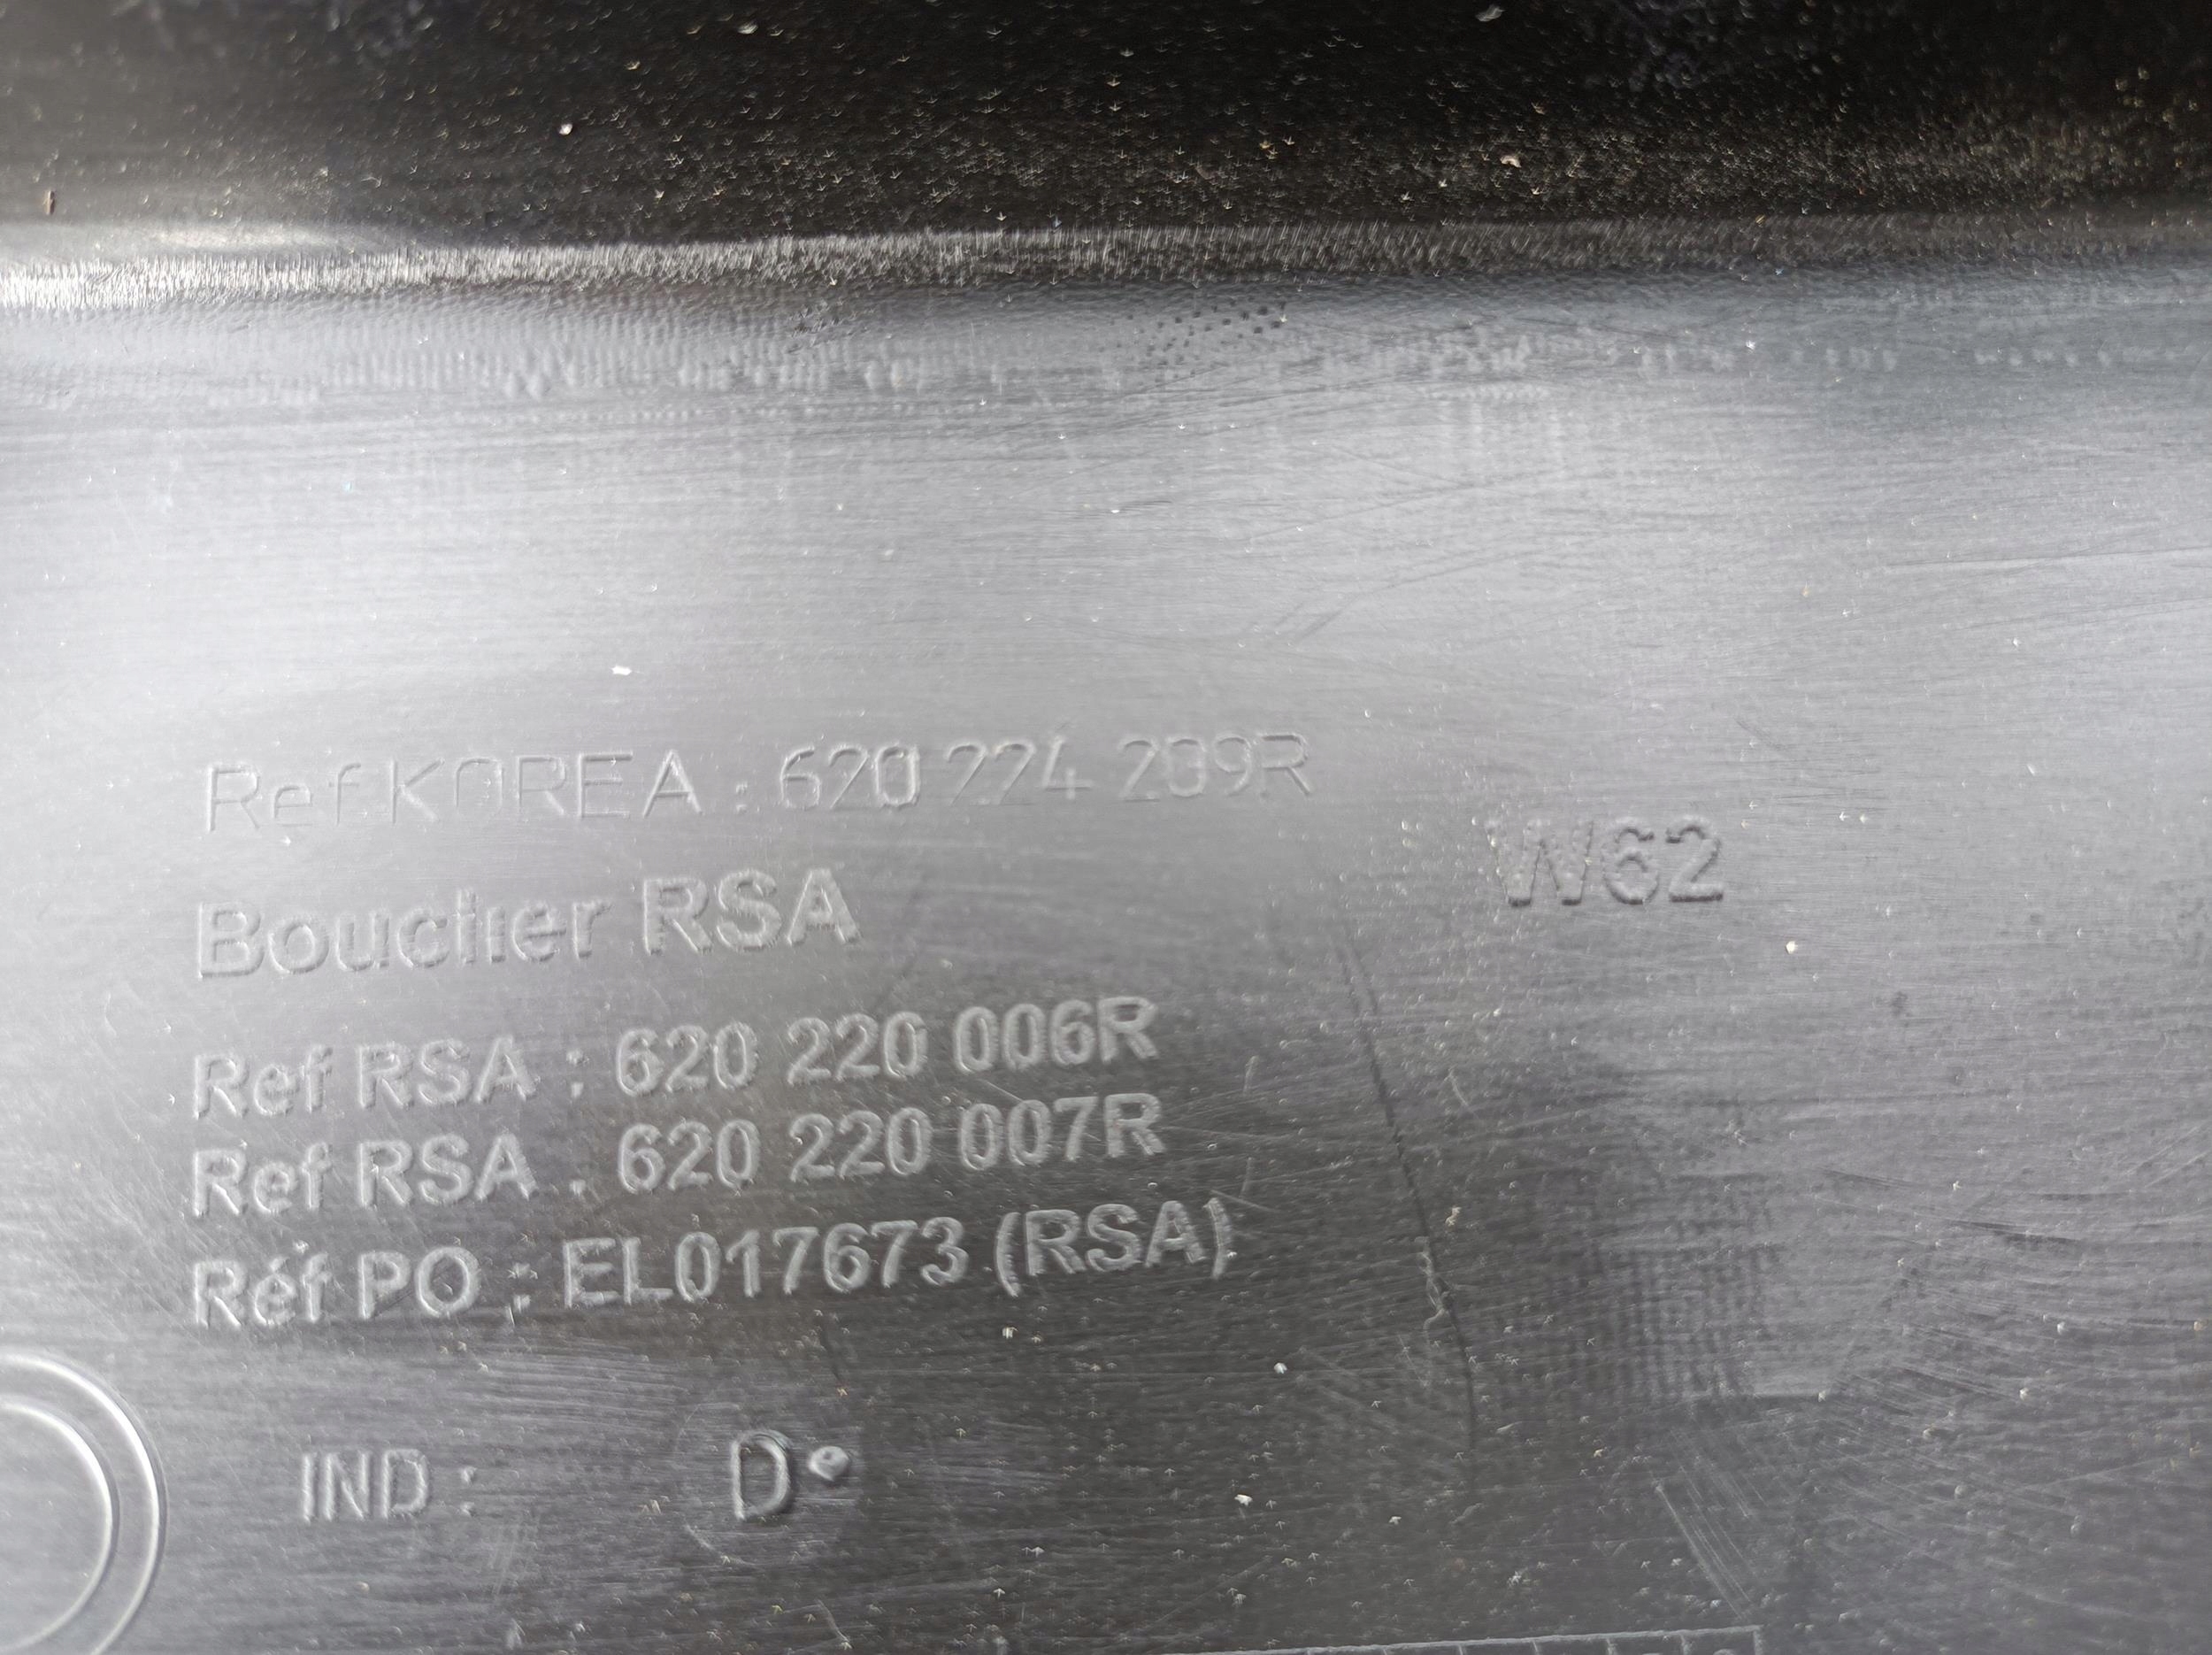 Ref KOREA : 620 224 209R
W62
Bouclier RSA
Ref RSA : 620 220 006R
Ref RSA : 620 220 007R
Réf PO : EL017673 (RSA)
IND : D